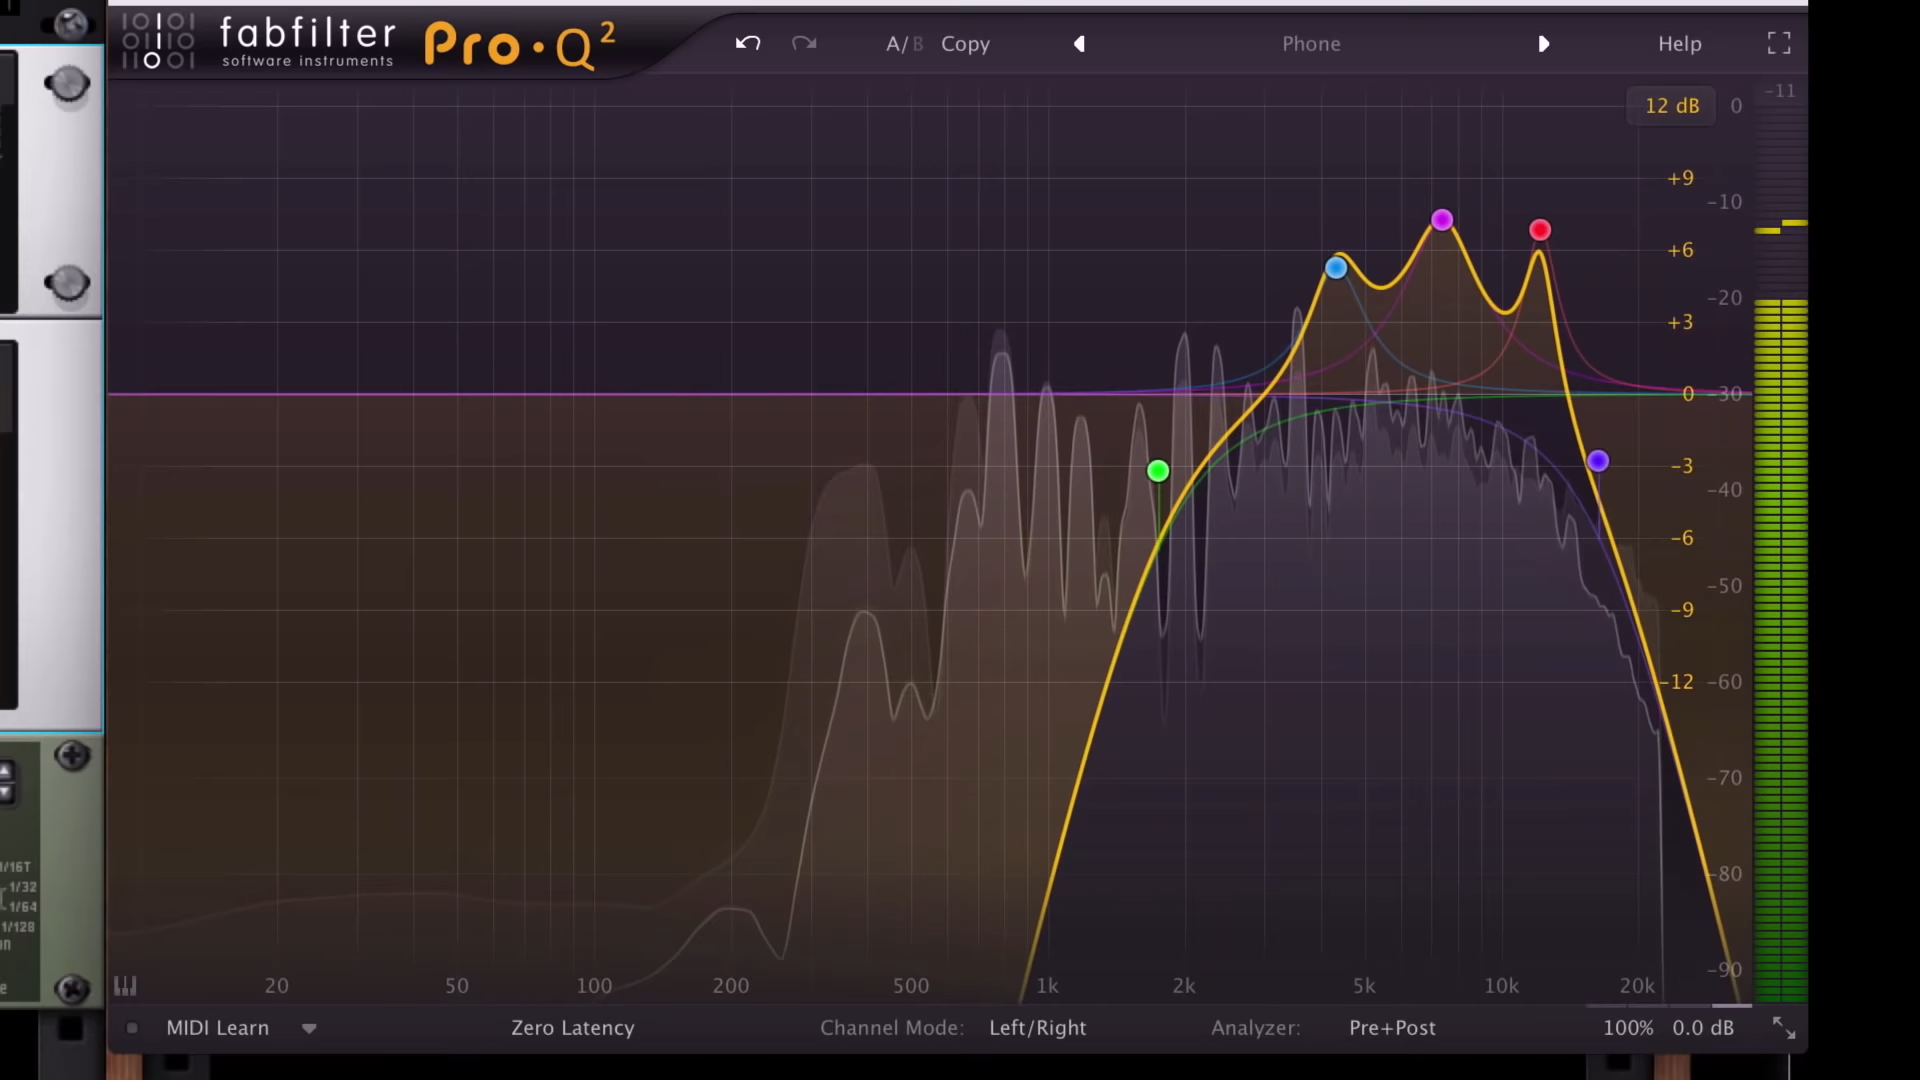 fabfilter
software instruments
Pro·Q²
A/B Copy
Phone
Help
12 dB
0 -11
+9
-10
+6
-20
+3
0 -30
-3
-40
-6
-50
-9
-12 -60
-70
-80
-90
20 50 100 200 500 1k 2k 5k 10k 20k
MIDI Learn
Zero Latency
Channel Mode: Left/Right
Analyzer: Pre+Post
100% 0.0 dB
1/16T
1/32
1/64
1/128